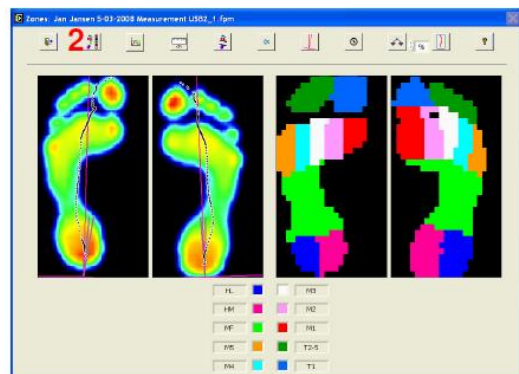 Zones: Jan Jansen 5-03-2008 Measurement USB2_1.fpm
2
%
?
HL M3
HM M2
MF M1
M5 T2-5
M4 T1